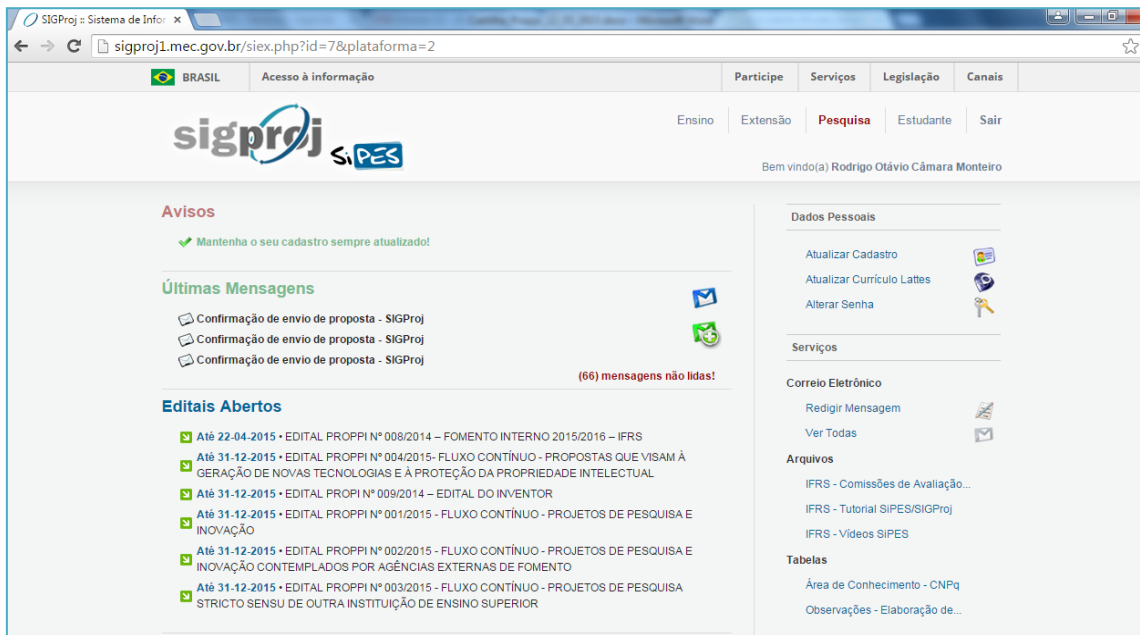 SIGProj :: Sistema de Infor
sigproj1.mec.gov.br/siex.php?id=7&plataforma=2
BRASIL
Acesso à informação
Participe
Serviços
Legislação
Canais
sigproj SiPES
Ensino
Extensão
Pesquisa
Estudante
Sair
Bem vindo(a) Rodrigo Otávio Câmara Monteiro
Avisos
Mantenha o seu cadastro sempre atualizado!
Últimas Mensagens
Confirmação de envio de proposta - SIGProj
Confirmação de envio de proposta - SIGProj
Confirmação de envio de proposta - SIGProj
(66) mensagens não lidas!
Editais Abertos
Até 22-04-2015 • EDITAL PROPPI Nº 008/2014 – FOMENTO INTERNO 2015/2016 – IFRS
Até 31-12-2015 • EDITAL PROPPI Nº 004/2015- FLUXO CONTÍNUO - PROPOSTAS QUE VISAM À
GERAÇÃO DE NOVAS TECNOLOGIAS E À PROTEÇÃO DA PROPRIEDADE INTELECTUAL
Até 31-12-2015 • EDITAL PROPI Nº 009/2014 – EDITAL DO INVENTOR
Até 31-12-2015 • EDITAL PROPPI Nº 001/2015 - FLUXO CONTÍNUO - PROJETOS DE PESQUISA E
INOVAÇÃO
Até 31-12-2015 • EDITAL PROPPI Nº 002/2015 - FLUXO CONTÍNUO - PROJETOS DE PESQUISA E
INOVAÇÃO CONTEMPLADOS POR AGÊNCIAS EXTERNAS DE FOMENTO
Até 31-12-2015 • EDITAL PROPPI Nº 003/2015 - FLUXO CONTÍNUO - PROJETOS DE PESQUISA
STRICTO SENSU DE OUTRA INSTITUIÇÃO DE ENSINO SUPERIOR
Dados Pessoais
Atualizar Cadastro
Atualizar Currículo Lattes
Alterar Senha
Serviços
Correio Eletrônico
Redigir Mensagem
Ver Todas
Arquivos
IFRS - Comissões de Avaliação...
IFRS - Tutorial SiPES/SIGProj
IFRS - Vídeos SiPES
Tabelas
Área de Conhecimento - CNPq
Observações - Elaboração de...